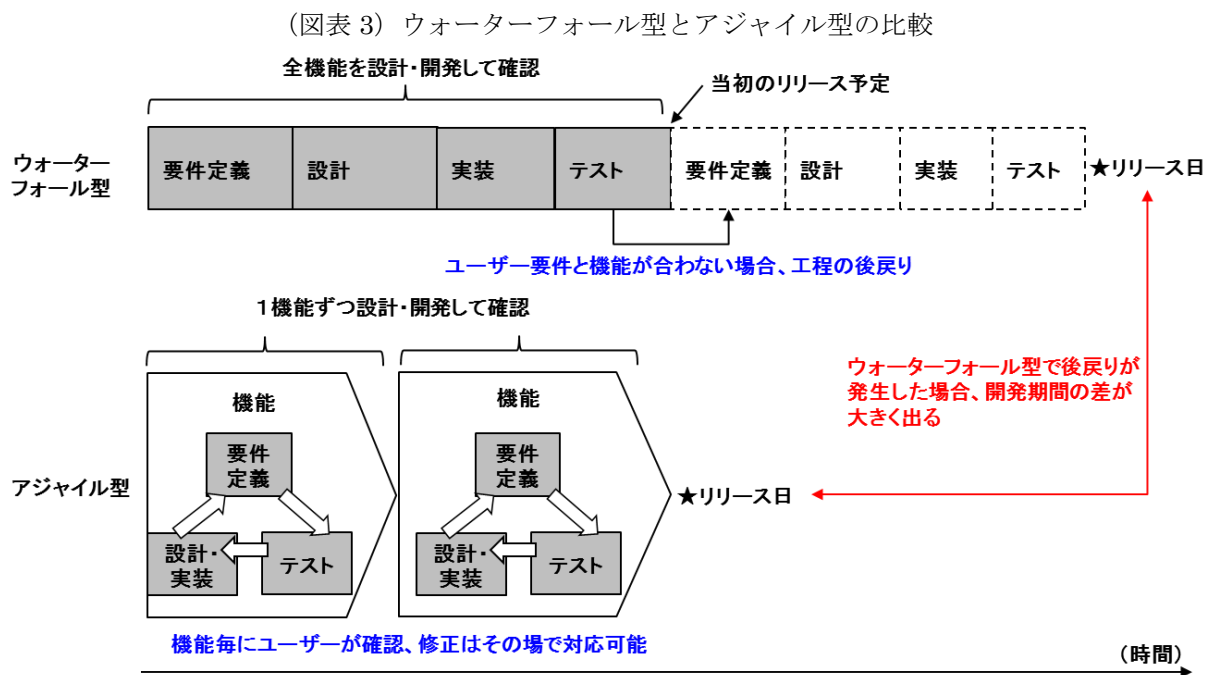 （図表 3）ウォーターフォール型とアジャイル型の比較
全機能を設計・開発して確認
当初のリリース予定
ウォーター
フォール型
要件定義
設計
実装
テスト
要件定義
設計
実装
テスト
★リリース日
ユーザー要件と機能が合わない場合、工程の後戻り
１機能ずつ設計・開発して確認
ウォーターフォール型で後戻りが
発生した場合、開発期間の差が
大きく出る
アジャイル型
機能
要件
定義
設計・
実装
テスト
機能
要件
定義
設計・
実装
テスト
★リリース日
機能毎にユーザーが確認、修正はその場で対応可能
（時間）